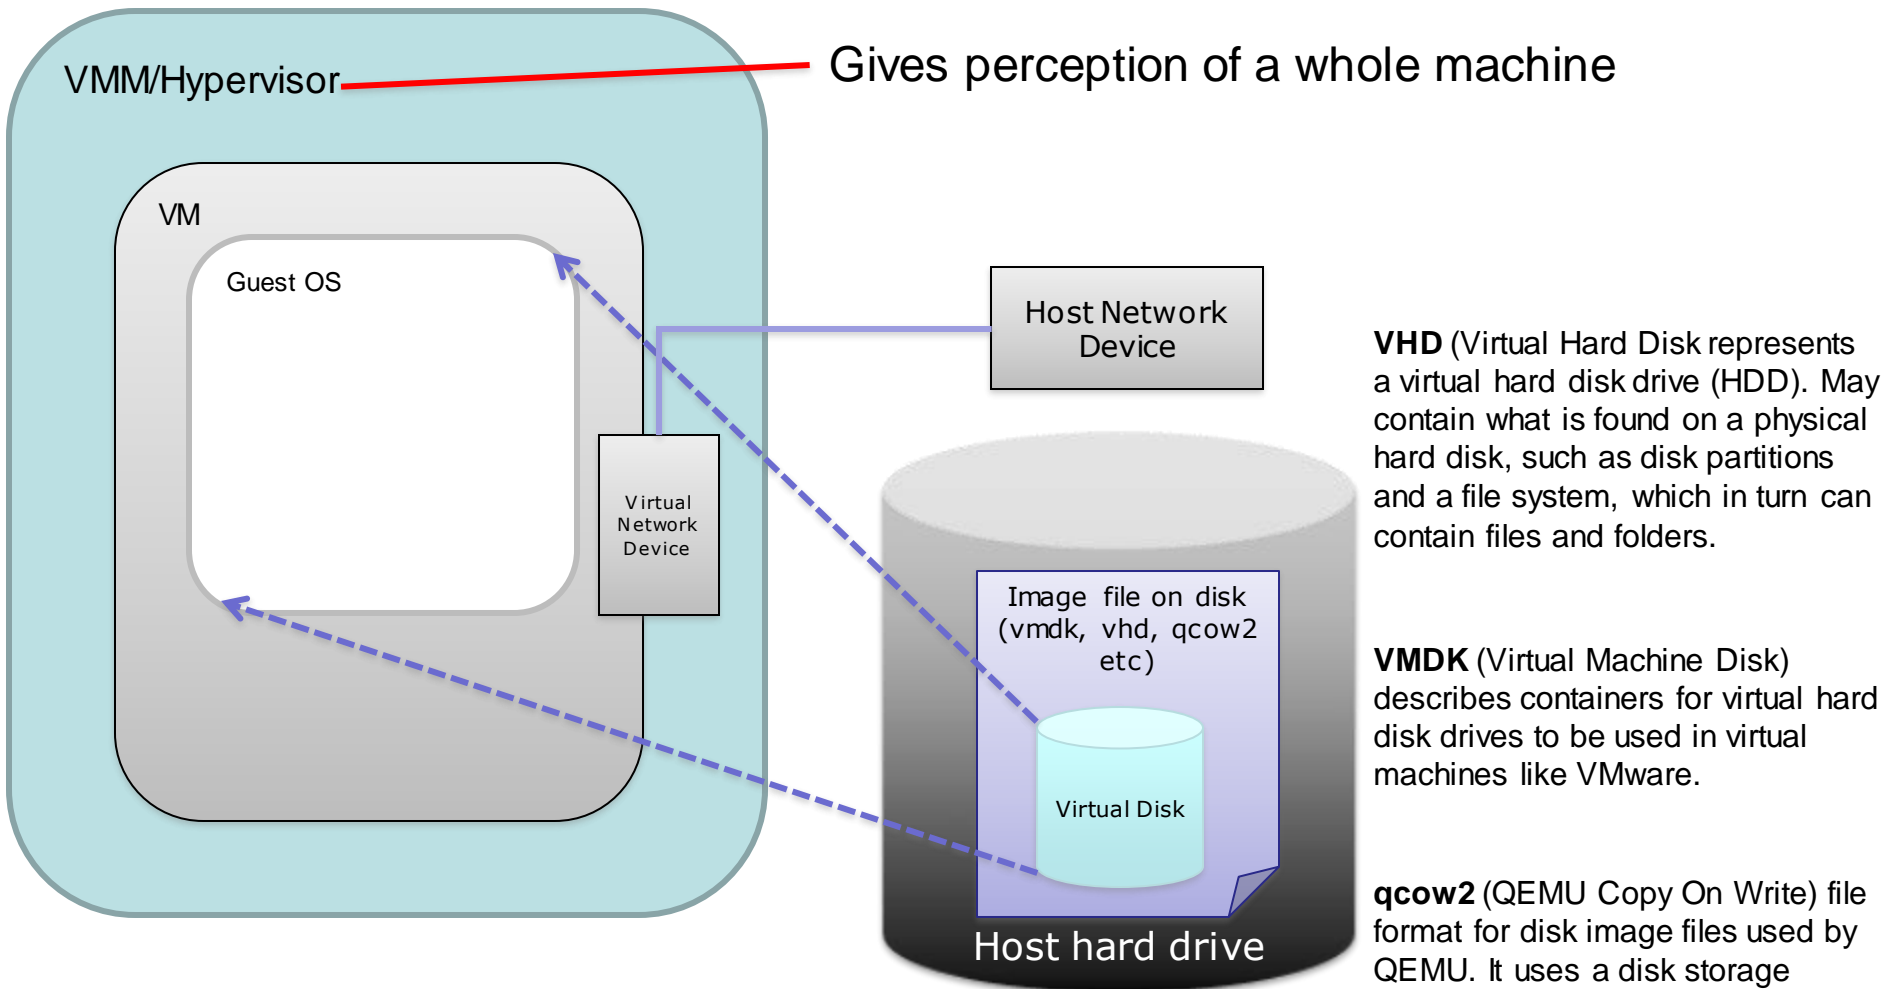 VMM/Hypervisor
Gives perception of a whole machine
VM
Guest OS
Host Network
Device
Virtual
Network
Device
Image file on disk
(vmdk, vhd, qcow2
etc)
Virtual Disk
Host hard drive
VHD (Virtual Hard Disk represents
a virtual hard disk drive (HDD). May
contain what is found on a physical
hard disk, such as disk partitions
and a file system, which in turn can
contain files and folders.
VMDK (Virtual Machine Disk)
describes containers for virtual hard
disk drives to be used in virtual
machines like VMware.
qcow2 (QEMU Copy On Write) file
format for disk image files used by
QEMU. It uses a disk storage